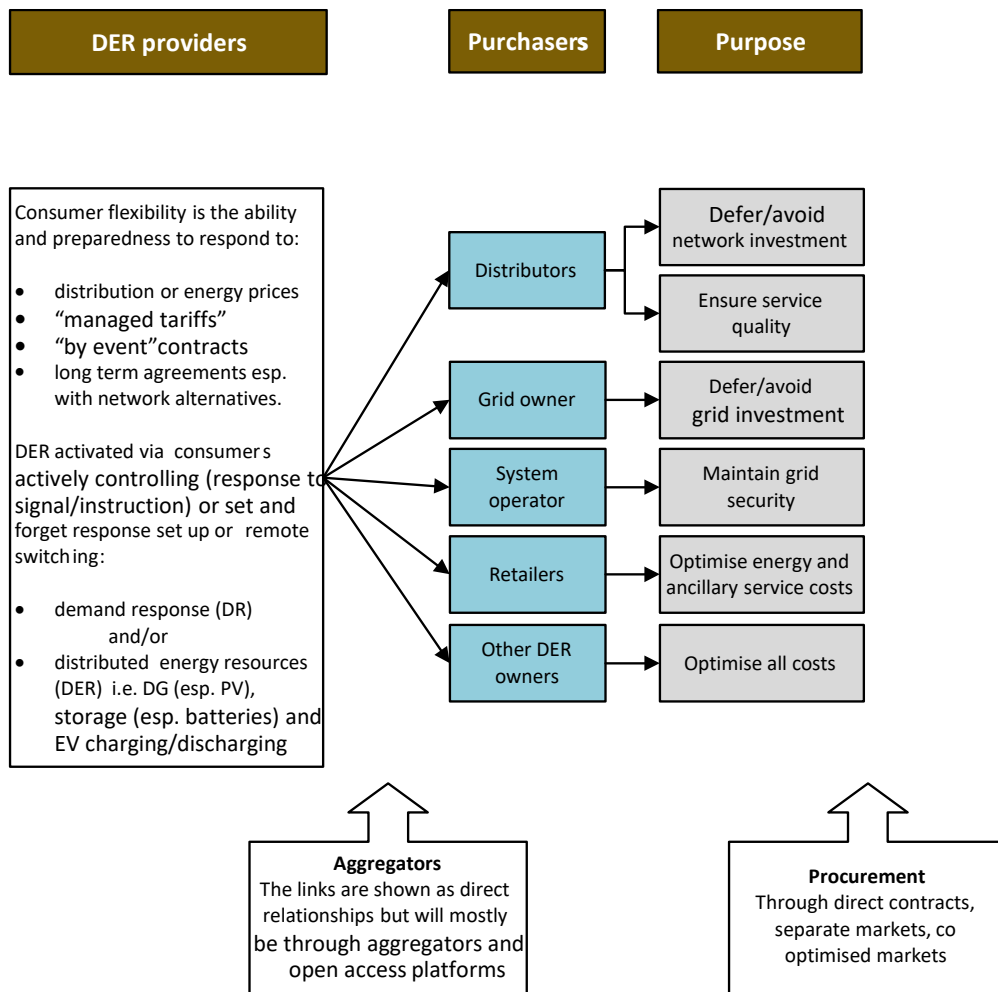 DER providers
Purchasers
Purpose
Consumer flexibility is the ability
and preparedness to respond to:
• distribution or energy prices
• “managed tariffs”
• “by event”contracts
• long term agreements esp.
with network alternatives.
DER activated via consumers
actively controlling (response to
signal/instruction) or set and
forget response set up or remote
switching:
• demand response (DR)
and/or
• distributed energy resources
(DER) i.e. DG (esp. PV),
storage (esp. batteries) and
EV charging/discharging
Distributors
Grid owner
System
operator
Retailers
Other DER
owners
Defer/avoid
network investment
Ensure service
quality
Defer/avoid
grid investment
Maintain grid
security
Optimise energy and
ancillary service costs
Optimise all costs
Aggregators
The links are shown as direct
relationships but will mostly
be through aggregators and
open access platforms
Procurement
Through direct contracts,
separate markets, co
optimised markets